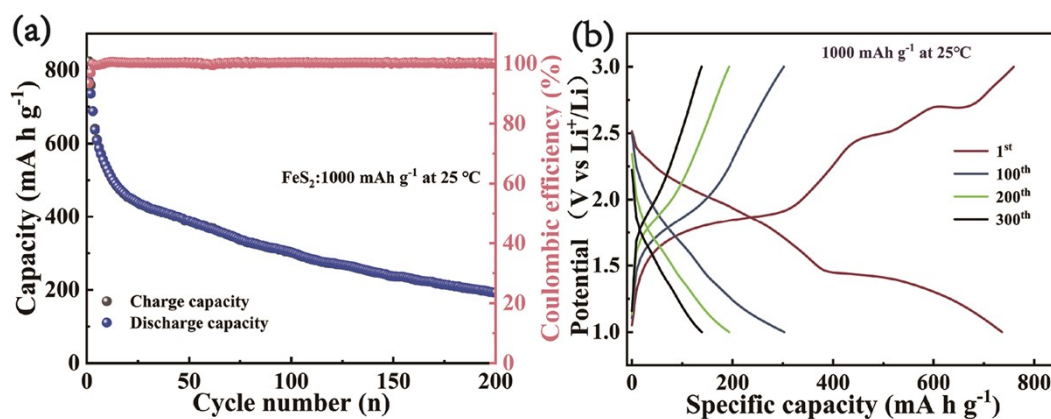 (a)
Capacity (mA h g⁻¹)
800
600
400
200
0
100
80
60
40
20
0
Coulombic efficiency (%)
FeS₂:1000 mAh g⁻¹ at 25 ℃
Charge capacity
Discharge capacity
0 50 100 150 200
Cycle number (n)
(b)
Potential（V vs Li⁺/Li)
3.0
2.5
2.0
1.5
1.0
1000 mAh g⁻¹ at 25℃
1ˢᵗ
100ᵗʰ
200ᵗʰ
300ᵗʰ
0 200 400 600 800
Specific capacity (mA h g⁻¹)